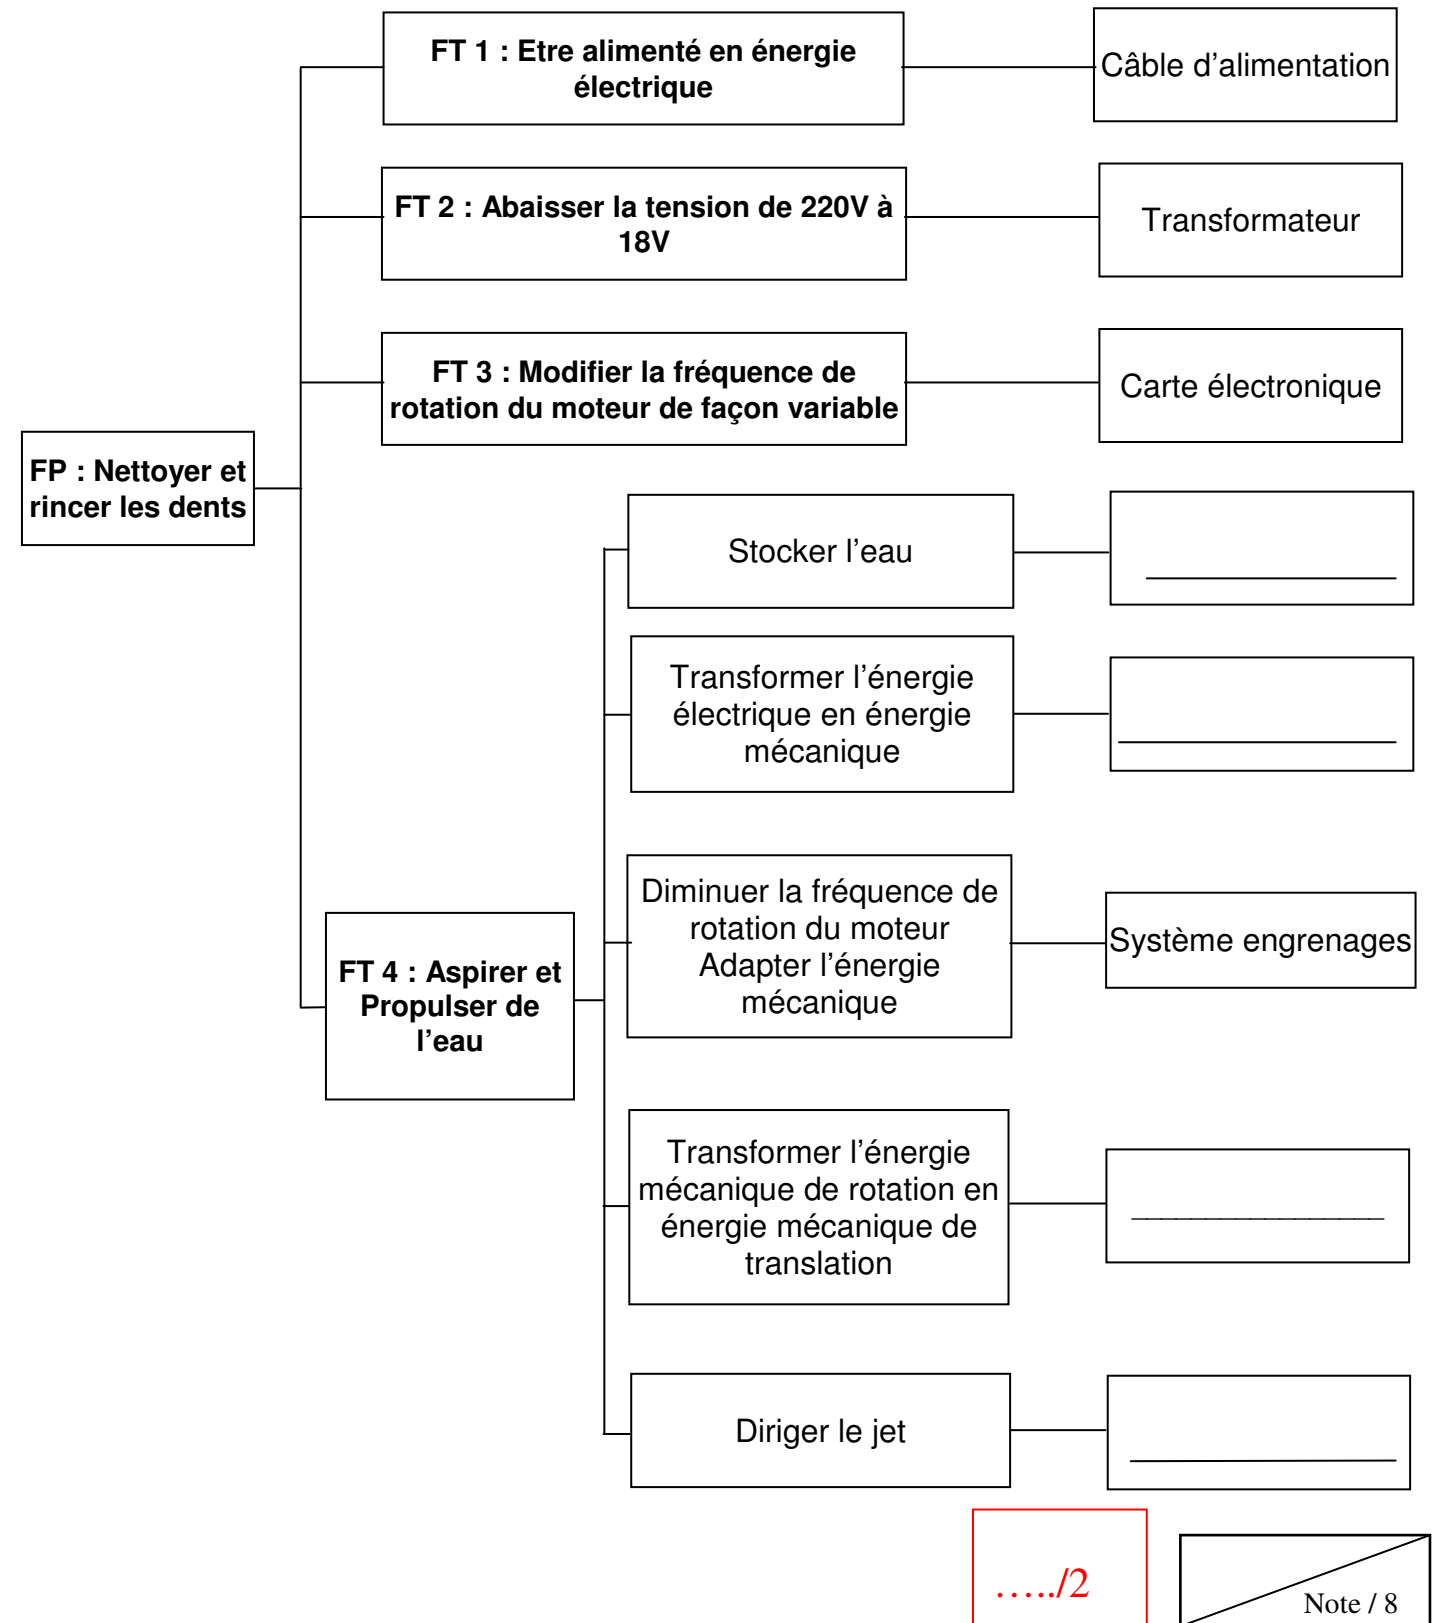 FT 1 : Etre alimenté en énergie
électrique
Câble d’alimentation
FT 2 : Abaisser la tension de 220V à
18V
Transformateur
FT 3 : Modifier la fréquence de
rotation du moteur de façon variable
Carte électronique
FP : Nettoyer et
rincer les dents
Stocker l’eau
Transformer l’énergie
électrique en énergie
mécanique
Diminuer la fréquence de
rotation du moteur
Adapter l’énergie
mécanique
Système engrenages
FT 4 : Aspirer et
Propulser de
l’eau
Transformer l’énergie
mécanique de rotation en
énergie mécanique de
translation
Diriger le jet
…../2
Note / 8